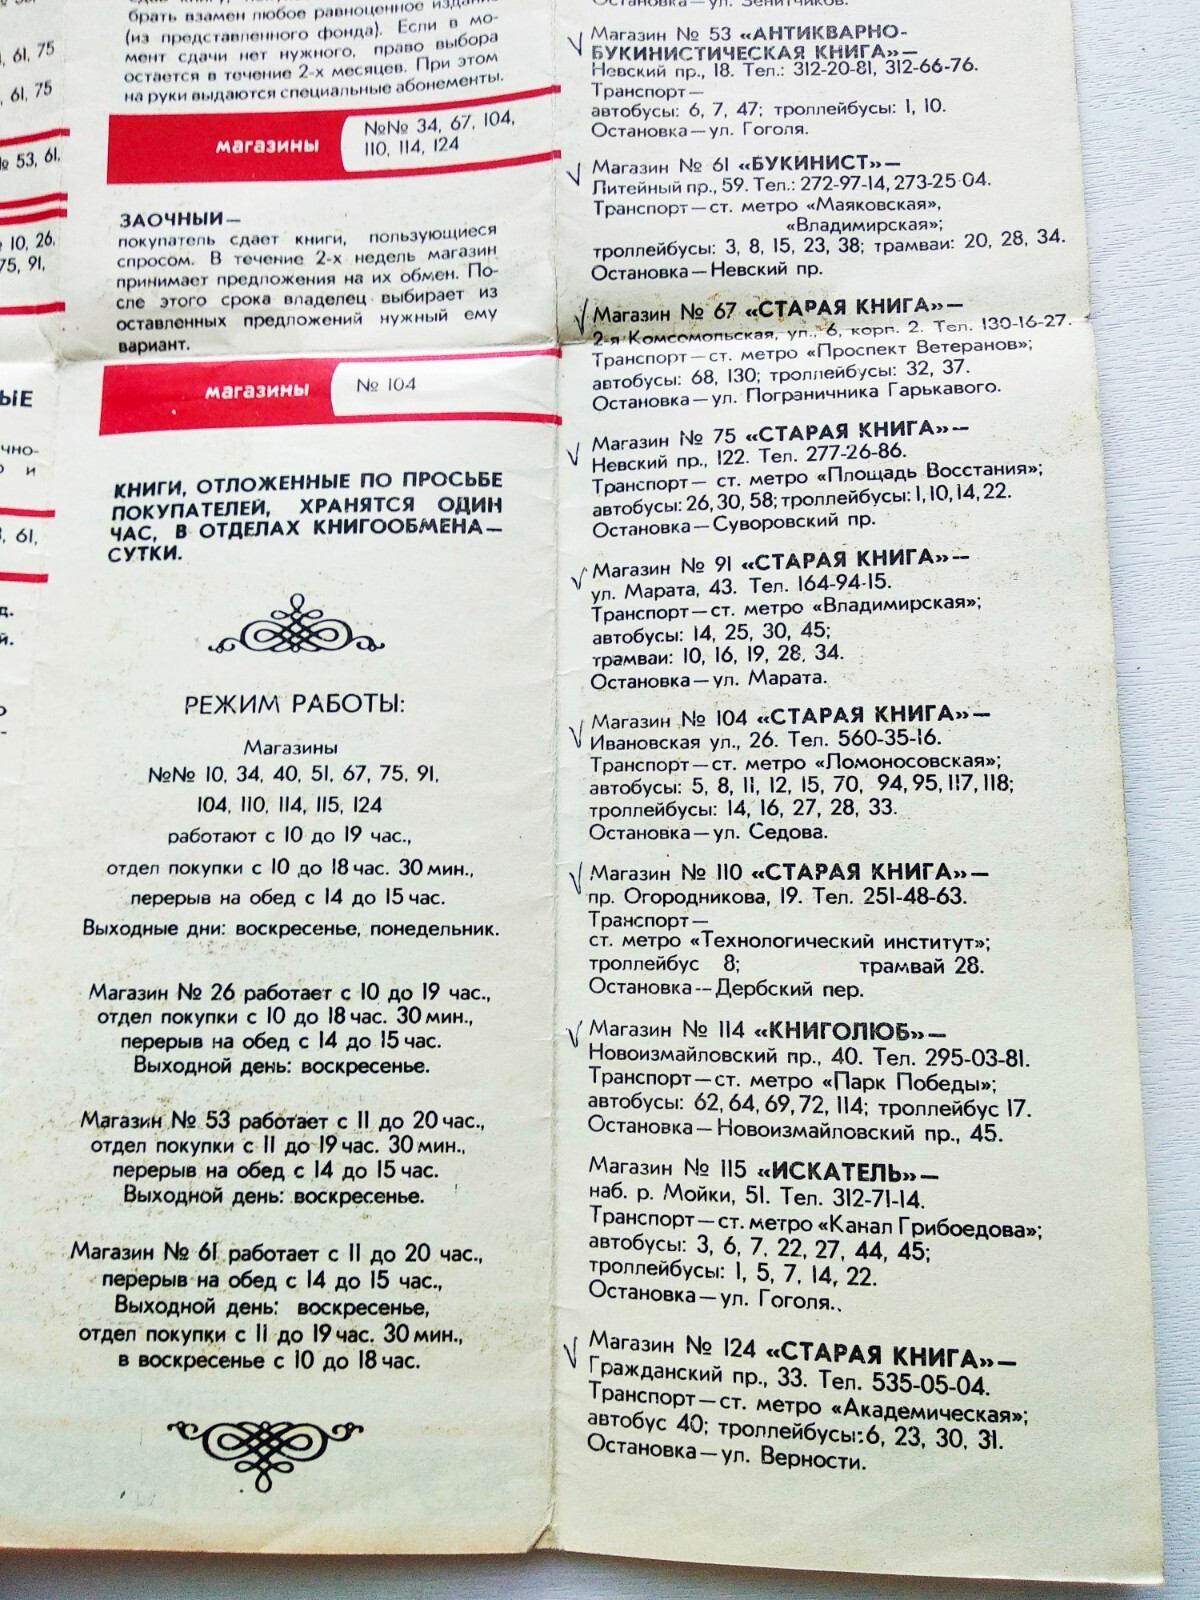 61, 75
, 61, 75
№ 53, 61,
10, 26,
75, 91,
ЫЕ
чно-
и
61,
д.
й.
брать взамен любое равноценное издание
(из представленного фонда). Если в мо-
мент сдачи нет нужного, право выбора
остается в течение 2-х месяцев. При этом
на руки выдаются специальные абонементы.
магазины
№№ 34, 67, 104,
110, 114, 124
ЗАОЧНЫЙ—
покупатель сдает книги, пользующиеся
спросом. В течение 2-х недель магазин
принимает предложения на их обмен. По-
сле этого срока владелец выбирает из
оставленных предложений нужный ему
вариант.
магазины
№ 104
КНИГИ, ОТЛОЖЕННЫЕ ПО ПРОСЬБЕ
ПОКУПАТЕЛЕЙ, ХРАНЯТСЯ ОДИН
ЧАС, В ОТДЕЛАХ КНИГООБМЕНА—
СУТКИ.
РЕЖИМ РАБОТЫ:
Магазины
№№ 10, 34, 40, 51, 67, 75, 91,
104, 110, 114, 115, 124
работают с 10 до 19 час.,
отдел покупки с 10 до 18 час. 30 мин.,
перерыв на обед с 14 до 15 час.
Выходные дни: воскресенье, понедельник.
Магазин № 26 работает с 10 до 19 час.,
отдел покупки с 10 до 18 час. 30 мин.,
перерыв на обед с 14 до 15 час.
Выходной день: воскресенье.
Магазин № 53 работает с 11 до 20 час.,
отдел покупки с 11 до 19 час. 30 мин.,
перерыв на обед с 14 до 15 час.
Выходной день: воскресенье.
Магазин № 61 работает с 11 до 20 час.,
перерыв на обед с 14 до 15 час.,
Выходной день: воскресенье,
отдел покупки с 11 до 19 час. 30 мин.,
в воскресенье с 10 до 18 час.
Остановка—ул. Зенитчиков.
Магазин № 53 «АНТИКВАРНО-
БУКИНИСТИЧЕСКАЯ КНИГА»—
Невский пр., 18. Тел.: 312-20-81, 312-66-76.
Транспорт—
автобусы: 6, 7, 47; троллейбусы: 1, 10.
Остановка—ул. Гоголя.
Магазин № 61 «БУКИНИСТ»—
Литейный пр., 59. Тел.: 272-97-14, 273-25 04.
Транспорт—ст. метро «Маяковская»,
«Владимирская»;
троллейбусы: 3, 8, 15, 23, 38; трамваи: 20, 28, 34.
Остановка—Невский пр.
Магазин № 67 «СТАРАЯ КНИГА»—
2-я Комсомольская, ул., 6, корп. 2. Тел. 130-16-27.
Транспорт—ст. метро «Проспект Ветеранов»;
автобусы: 68, 130; троллейбусы: 32, 37.
Остановка—ул. Пограничника Гарькавого.
Магазин № 75 «СТАРАЯ КНИГА»—
Невский пр., 122. Тел. 277-26-86.
Транспорт— ст. метро «Площадь Восстания»;
автобусы: 26, 30, 58; троллейбусы: 1, 10, 14, 22.
Остановка—Суворовский пр.
Магазин № 91 «СТАРАЯ КНИГА»—
ул. Марата, 43. Тел. 164-94-15.
Транспорт—ст. метро «Владимирская»;
автобусы: 14, 25, 30, 45;
трамваи: 10, 16, 19, 28, 34.
Остановка—ул. Марата.
Магазин № 104 «СТАРАЯ КНИГА»—
Ивановская ул., 26. Тел. 560-35-16.
Транспорт—ст. метро «Ломоносовская»;
автобусы: 5, 8, 11, 12, 15, 70, 94, 95, 117, 118;
троллейбусы: 14, 16, 27, 28, 33.
Остановка—ул. Седова.
Магазин № 110 «СТАРАЯ КНИГА»—
пр. Огородникова, 19. Тел. 251-48-63.
Транспорт—
ст. метро «Технологический институт»;
троллейбус 8; трамвай 28.
Остановка--Дербский пер.
Магазин № 114 «КНИГОЛЮБ»—
Новоизмайловский пр., 40. Тел. 295-03-81.
Транспорт—ст. метро «Парк Победы»;
автобусы: 62, 64, 69, 72, 114; троллейбус 17.
Остановка—Новоизмайловский пр., 45.
Магазин № 115 «ИСКАТЕЛЬ»—
наб. р. Мойки, 51. Тел. 312-71-14.
Транспорт—ст. метро «Канал Грибоедова»;
автобусы: 3, 6, 7, 22, 27, 44, 45;
троллейбусы: 1, 5, 7, 14, 22.
Остановка—ул. Гоголя.
Магазин № 124 «СТАРАЯ КНИГА»—
Гражданский пр., 33. Тел. 535-05-04.
Транспорт—ст. метро «Академическая»;
автобус 40; троллейбусы: 6, 23, 30, 31.
Остановка—ул. Верности.